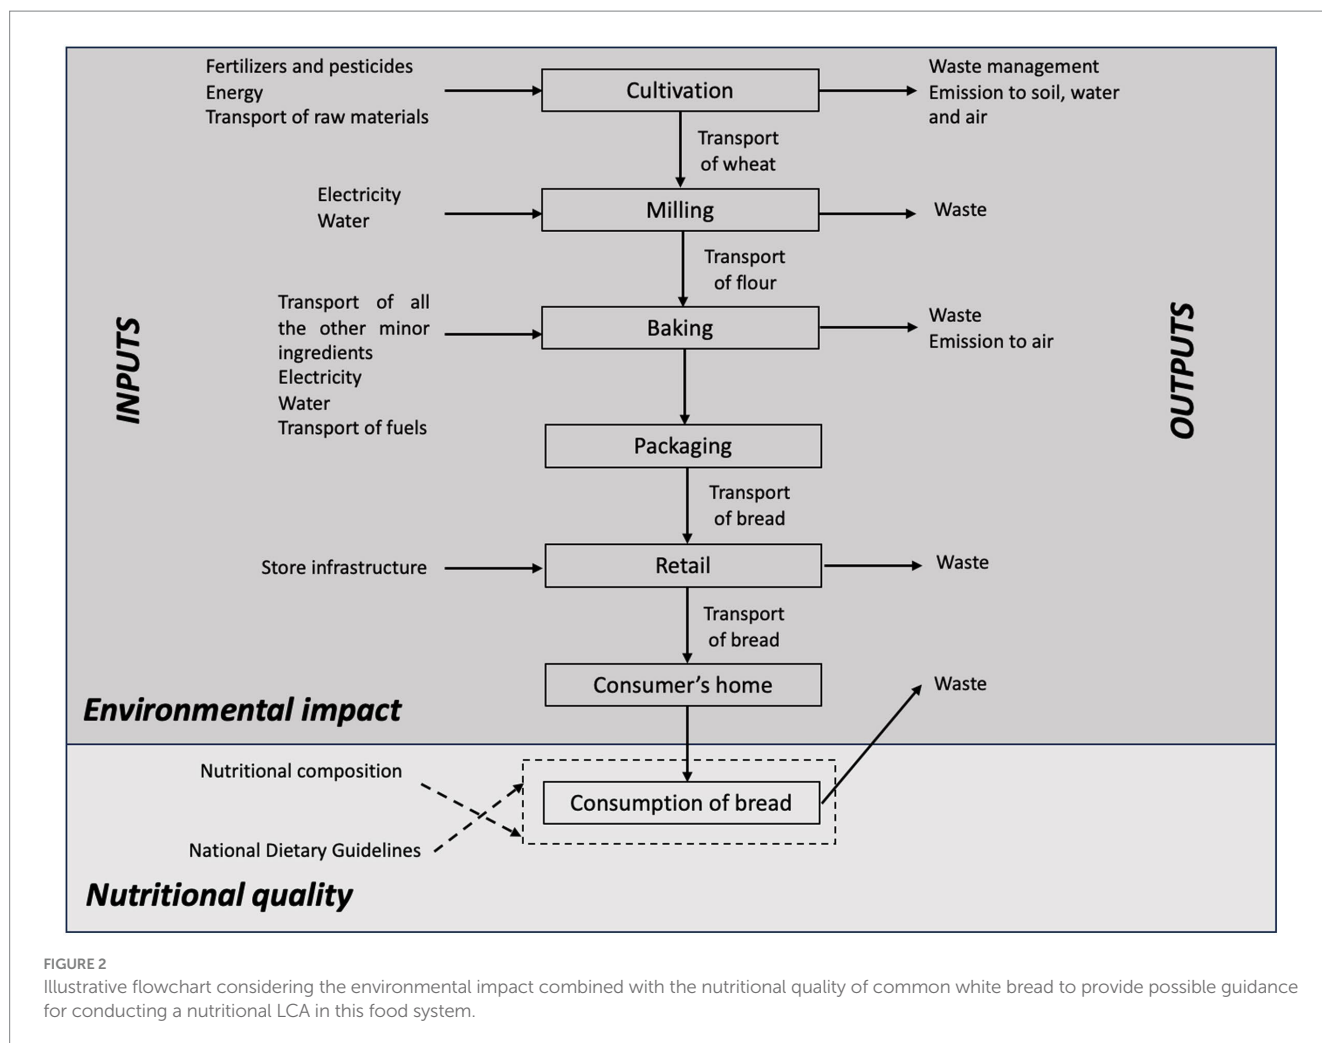 Fertilizers and pesticides
Energy
Transport of raw materials
Cultivation
Waste management
Emission to soil, water
and air
Transport
of wheat
Electricity
Water
Milling
Waste
Transport
of flour
Transport of all
the other minor
ingredients
Electricity
Water
Transport of fuels
Baking
Waste
Emission to air
INPUTS
OUTPUTS
Packaging
Transport
of bread
Store infrastructure
Retail
Waste
Transport
of bread
Consumer’s home
Waste
Environmental impact
Nutritional composition
Consumption of bread
National Dietary Guidelines
Nutritional quality
FIGURE 2
Illustrative flowchart considering the environmental impact combined with the nutritional quality of common white bread to provide possible guidance
for conducting a nutritional LCA in this food system.